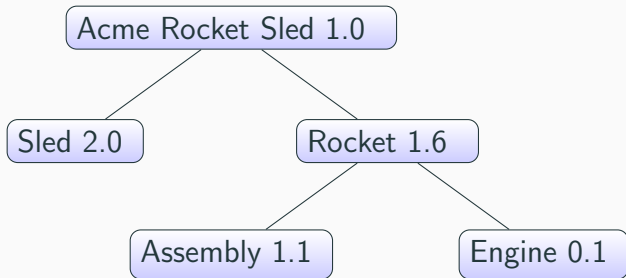 Acme Rocket Sled 1.0
Sled 2.0
Rocket 1.6
Assembly 1.1
Engine 0.1